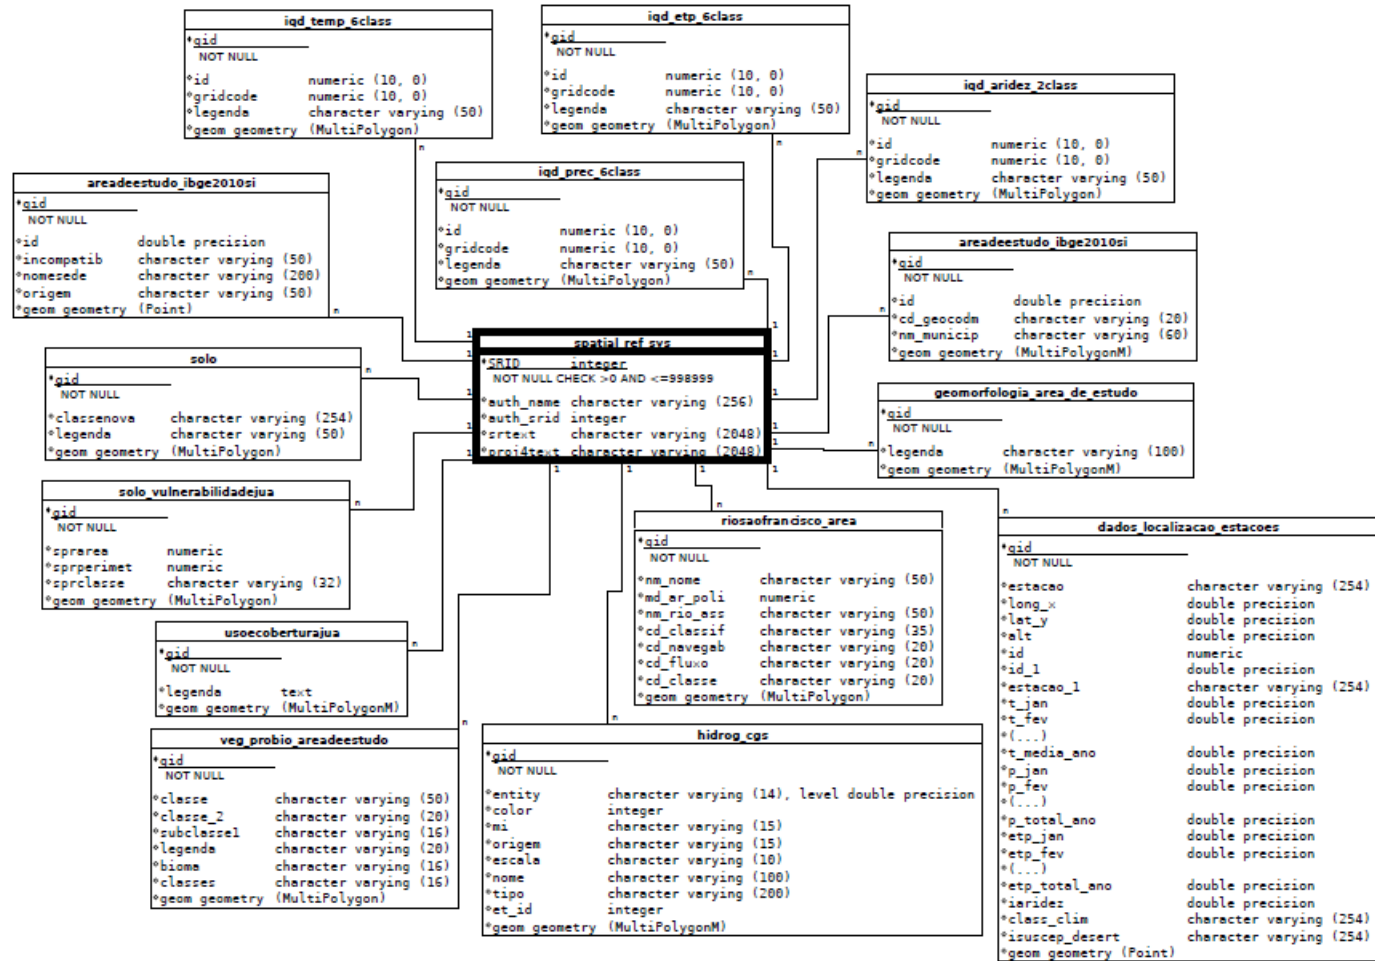 iqd_temp_6class
*gid
NOT NULL
*id numeric (10, 0)
*gridcode numeric (10, 0)
*legenda character varying (50)
*geom geometry (MultiPolygon)
n
iqd_etp_6class
*gid
NOT NULL
*id numeric (10, 0)
*gridcode numeric (10, 0)
*legenda character varying (50)
*geom geometry (MultiPolygon)
n
iqd_aridez_2class
*gid
NOT NULL
*id numeric (10, 0)
*gridcode numeric (10, 0)
*legenda character varying (50)
*geom geometry (MultiPolygon)
n
areadeestudo_ibge2010si
*gid
NOT NULL
*id double precision
*incompatib character varying (50)
*nomesede character varying (200)
*origem character varying (50)
*geom geometry (Point)
n
iqd_prec_6class
*gid
NOT NULL
*id numeric (10, 0)
*gridcode numeric (10, 0)
*legenda character varying (50)
*geom geometry (MultiPolygon)
n
areadeestudo_ibge2010si
*gid
NOT NULL
*id double precision
*cd_geocodm character varying (20)
*nm_municip character varying (60)
*geom geometry (MultiPolygonM)
n
spatial_ref_sys
*SRID integer
NOT NULL CHECK >0 AND <=998999
*auth_name character varying (256)
*auth_srid integer
*srtext character varying (2048)
*proj4text character varying (2048)
1
1
1
1
1
1
1
1
1
1
1
1
1
1
solo
*gid
NOT NULL
*classenova character varying (254)
*legenda character varying (50)
*geom geometry (MultiPolygon)
n
geomorfologia_area_de_estudo
*gid
NOT NULL
*legenda character varying (100)
*geom geometry (MultiPolygonM)
n
solo_vulnerabilidadejua
*gid
NOT NULL
*sprarea numeric
*sprperimet numeric
*sprclasse character varying (32)
*geom geometry (MultiPolygon)
n
riosaofrancisco_area
*gid
NOT NULL
*nm_nome character varying (50)
*md_ar_poli numeric
*nm_rio_ass character varying (50)
*cd_classif character varying (35)
*cd_navegab character varying (20)
*cd_fluxo character varying (20)
*cd_classe character varying (20)
*geom geometry (MultiPolygon)
n
dados_localizacao_estacoes
*gid
NOT NULL
*estacao character varying (254)
*long_x double precision
*lat_y double precision
*alt double precision
*id numeric
*id_1 double precision
*estacao_1 character varying (254)
*t_jan double precision
*t_fev double precision
*(...)
*t_media_ano double precision
*p_jan double precision
*p_fev double precision
*(...)
*p_total_ano double precision
*etp_jan double precision
*etp_fev double precision
*(...)
*etp_total_ano double precision
*iaridez double precision
*class_clim character varying (254)
*isuscep_desert character varying (254)
*geom geometry (Point)
n
usoecoberturajua
*gid
NOT NULL
*legenda text
*geom geometry (MultiPolygonM)
n
veg_probio_areadeestudo
*gid
NOT NULL
*classe character varying (50)
*classe_2 character varying (20)
*subclasse1 character varying (16)
*legenda character varying (20)
*bioma character varying (16)
*classes character varying (16)
*geom geometry (MultiPolygon)
n
hidrog_cgs
*gid
NOT NULL
*entity character varying (14), level double precision
*color integer
*mi character varying (15)
*origem character varying (15)
*escala character varying (10)
*nome character varying (100)
*tipo character varying (200)
*et_id integer
*geom geometry (MultiPolygonM)
n